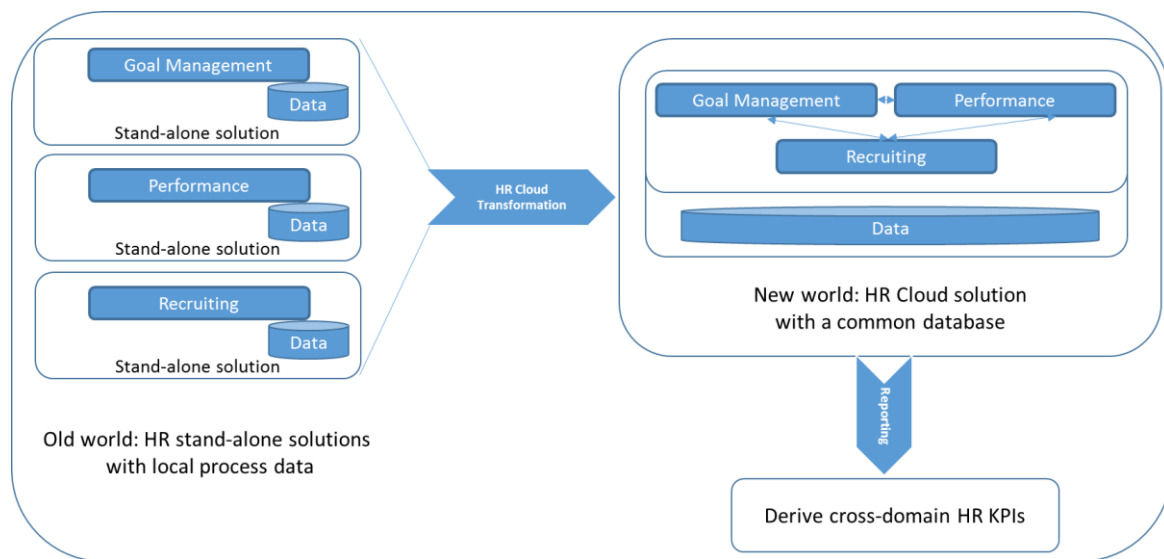 Goal Management
Data
Stand-alone solution
Performance
Data
Stand-alone solution
Recruiting
Data
Stand-alone solution
Old world: HR stand-alone solutions
with local process data
HR Cloud
Transformation
Goal Management
Performance
Recruiting
Data
New world: HR Cloud solution
with a common database
Reporting
Derive cross-domain HR KPIs